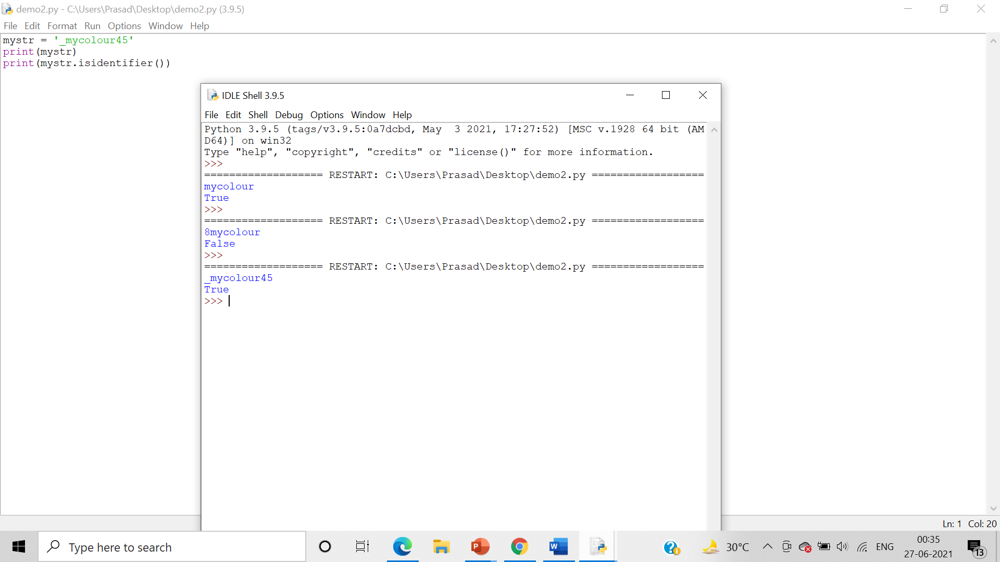 demo2.py - C:\Users\Prasad\Desktop\demo2.py (3.9.5)
File Edit Format Run Options Window Help
mystr = '_mycolour45'
print(mystr)
print(mystr.isidentifier())
IDLE Shell 3.9.5
File Edit Shell Debug Options Window Help
Python 3.9.5 (tags/v3.9.5:0a7dcbd, May  3 2021, 17:27:52) [MSC v.1928 64 bit (AM
D64)] on win32
Type "help", "copyright", "credits" or "license()" for more information.
>>>
=================== RESTART: C:\Users\Prasad\Desktop\demo2.py ==================
mycolour
True
>>>
=================== RESTART: C:\Users\Prasad\Desktop\demo2.py ==================
8mycolour
False
>>>
=================== RESTART: C:\Users\Prasad\Desktop\demo2.py ==================
_mycolour45
True
>>>
Ln: 1 Col: 20
Type here to search
30°C
ENG
00:35
27-06-2021
13